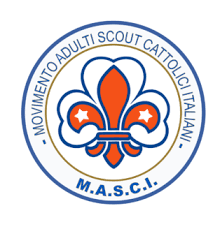 - MOVIMENTO ADULTI SCOUT CATTOLICI ITALIANI -
M.A.S.C.I.